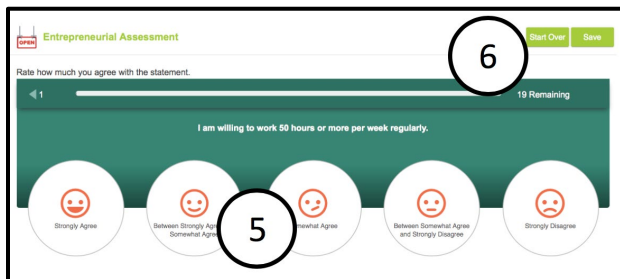 OPEN
Entrepreneurial Assessment
6
Start Over
Save
Rate how much you agree with the statement.
1
19 Remaining
I am willing to work 50 hours or more per week regularly.
Strongly Agree
Between Strongly
Somewhat Agree
5
Agree
Between Somewhat Agree
and Strongly Disagree
Strongly Disagree